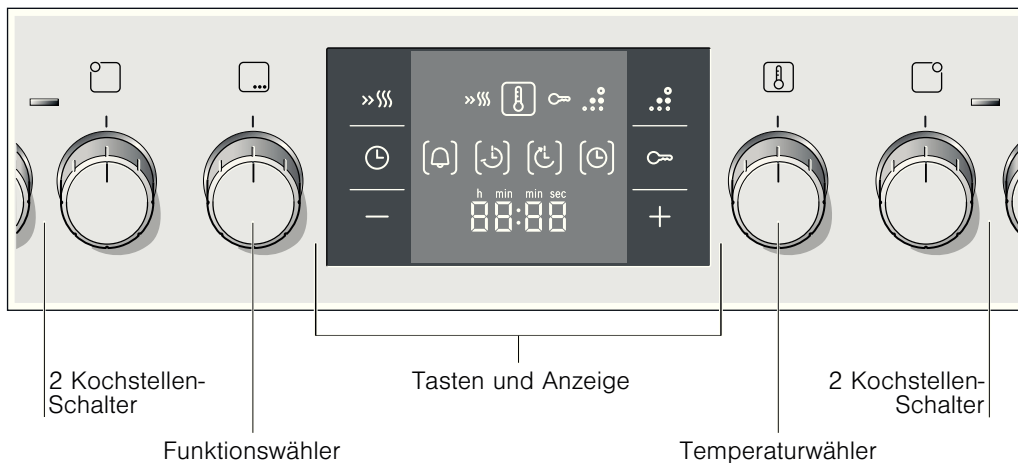 h min min sec
88:88
2 Kochstellen-
Schalter
Tasten und Anzeige
2 Kochstellen-
Schalter
Funktionswähler
Temperaturwähler